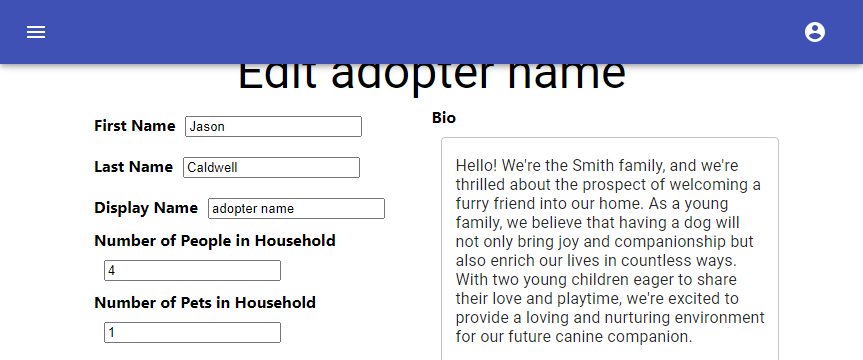 Edit adopter name
First Name Jason
Last Name Caldwell
Display Name adopter name
Number of People in Household
4
Number of Pets in Household
1
Bio
Hello! We're the Smith family, and we're
thrilled about the prospect of welcoming a
furry friend into our home. As a young
family, we believe that having a dog will
not only bring joy and companionship but
also enrich our lives in countless ways.
With two young children eager to share
their love and playtime, we're excited to
provide a loving and nurturing environment
for our future canine companion.